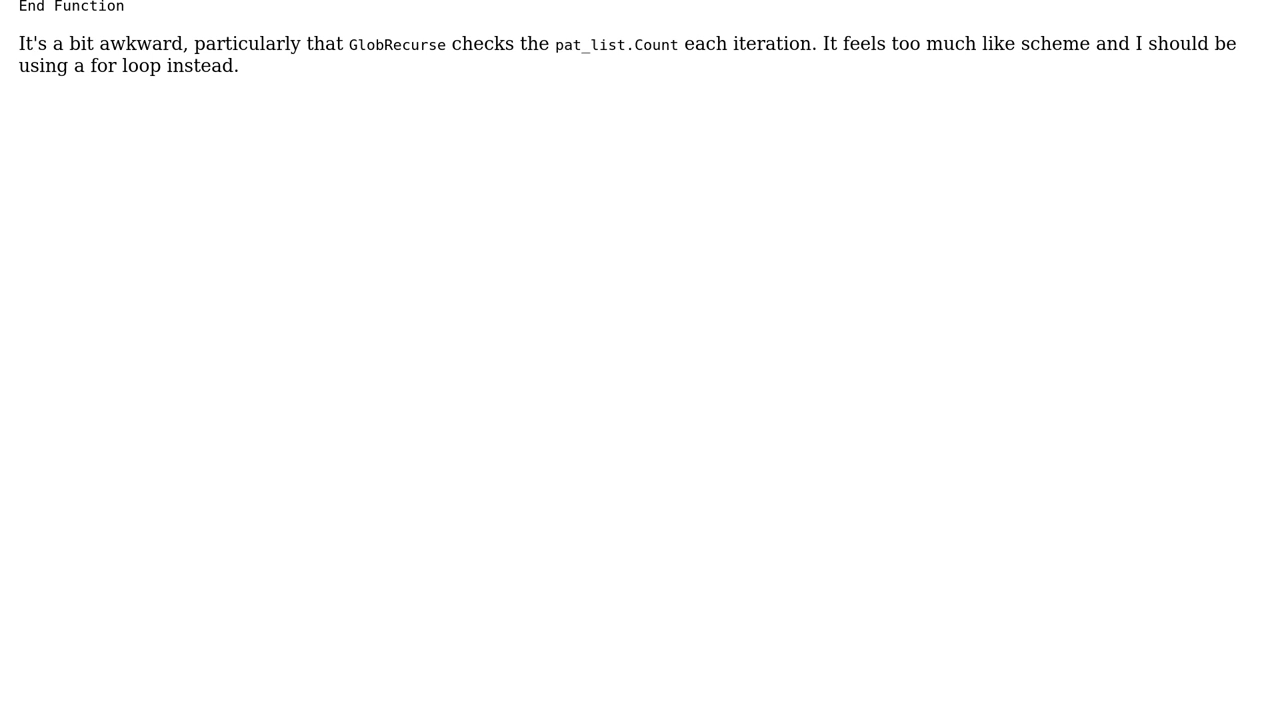 End Function
It's a bit awkward, particularly that GlobRecurse checks the pat_list.Count each iteration. It feels too much like scheme and I should be
using a for loop instead.